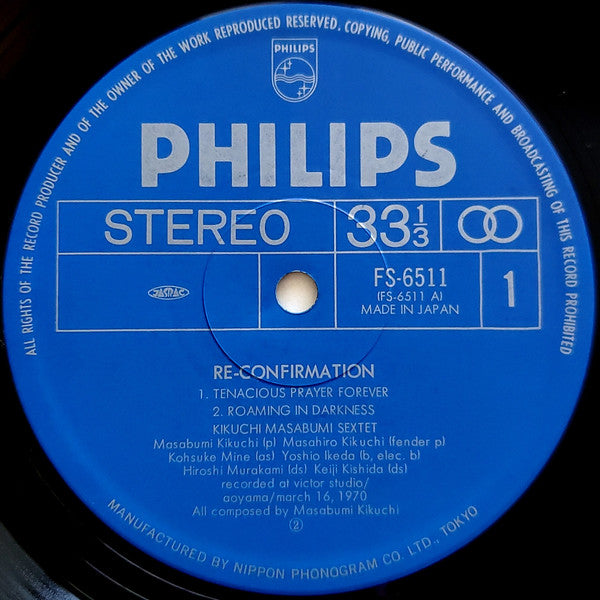 ALL RIGHTS OF THE RECORD PRODUCER AND OF THE OWNER OF THE WORK REPRODUCED RESERVED. COPYING, PUBLIC PERFORMANCE AND BROADCASTING OF THIS RECORD PROHIBITED
PHILIPS
PHILIPS
STEREO
33 1/3
JASRAC
FS-6511
(FS-6511 A)
MADE IN JAPAN
1
RE-CONFIRMATION
1. TENACIOUS PRAYER FOREVER
2. ROAMING IN DARKNESS
KIKUCHI MASABUMI SEXTET
Masabumi Kikuchi (p) Masahiro Kikuchi (fender p)
Kohsuke Mine (as) Yoshio Ikeda (b, elec. b)
Hiroshi Murakami (ds) Keiji Kishida (ds)
recorded at victor studio/
aoyama/march 16, 1970
All composed by Masabumi Kikuchi
②
MANUFACTURED BY NIPPON PHONOGRAM CO. LTD., TOKYO